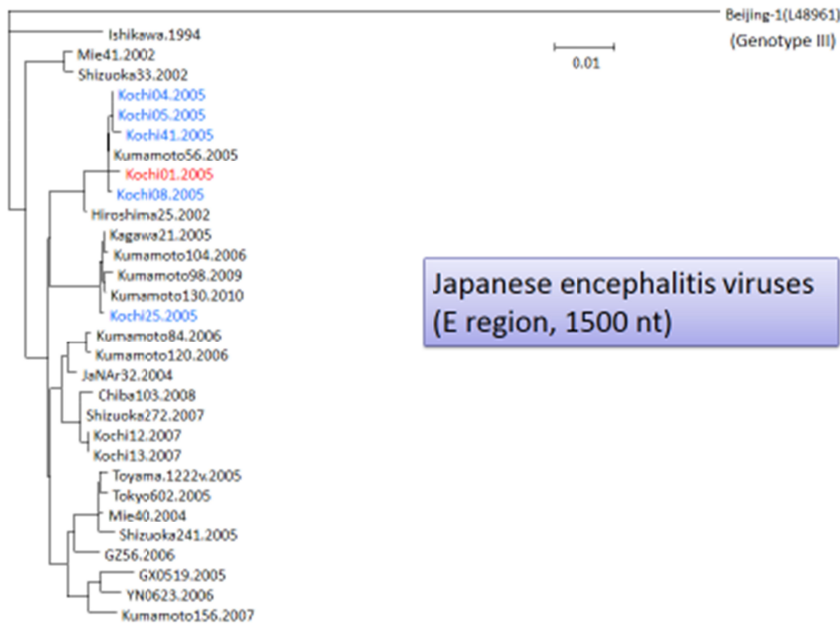 Beijing-1(L48961)
(Genotype III)
0.01
Ishikawa.1994
Mie41.2002
Shizuoka33.2002
Kochi04.2005
Kochi05.2005
Kochi41.2005
Kumamoto56.2005
Kochi01.2005
Kochi08.2005
Hiroshima25.2002
Kagawa21.2005
Kumamoto104.2006
Kumamoto98.2009
Kumamoto130.2010
Kochi25.2005
Kumamoto84.2006
Kumamoto120.2006
JaNAr32.2004
Chiba103.2008
Shizuoka272.2007
Kochi12.2007
Kochi13.2007
Toyama.1222v.2005
Tokyo602.2005
Mie40.2004
Shizuoka241.2005
GZ56.2006
GX0519.2005
YN0623.2006
Kumamoto156.2007
Japanese encephalitis viruses
(E region, 1500 nt)